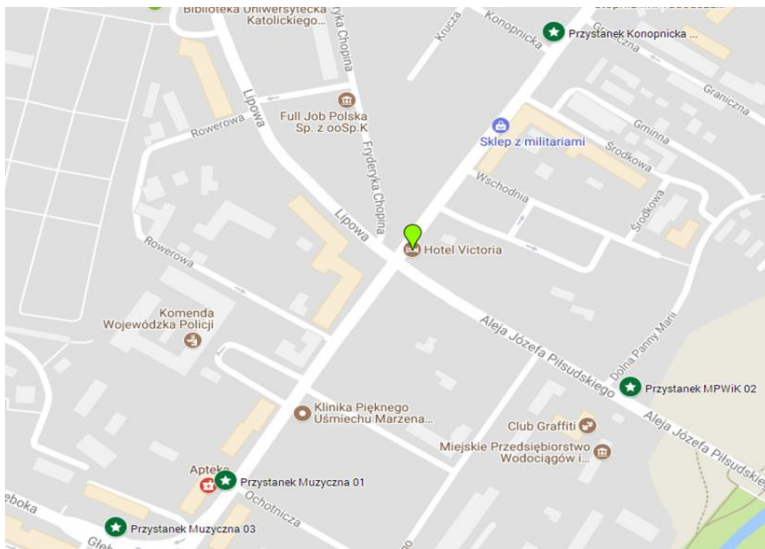 Biblioteka Uniwersytecka
Katolickiego...
Krucza
Konopnicka
Przystanek Konopnicka ...
Graniczna
Graniczna
Lipowa
Full Job Polska
Sp. z ooSp.K
Rowerowa
Sklep z militariami
Gminna
Środkowa
Fryderyka Chopina
Wschodnia
Środkowa
Lipowa
Hotel Victoria
Rowerowa
Komenda
Wojewódzka Policji
Aleja Józefa Piłsudskiego
Dolna Panny Marii
Przystanek MPWiK 02
Klinika Pięknego
Uśmiechu Marzena...
Aleja Józefa Piłsudskiego
Club Graffiti
Miejskie Przedsiębiorstwo
Wodociągów i...
Apteka
Przystanek Muzyczna 01
Ochotnicza
Przystanek Muzyczna 03